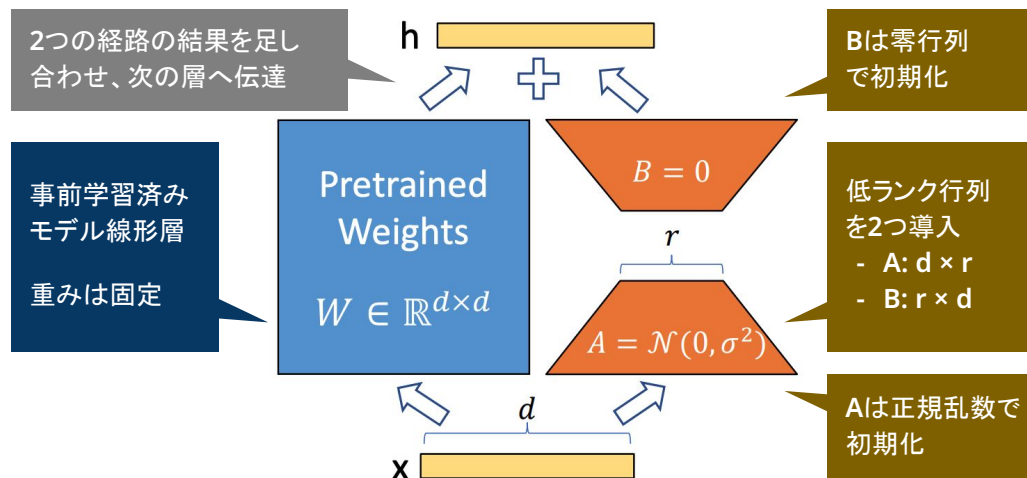 2つの経路の結果を足し
合わせ、次の層へ伝達
h
Bは零行列
で初期化
事前学習済み
モデル線形層
重みは固定
Pretrained
Weights
W ∈ ℝ^{d×d}
B = 0
r
A = 𝒩(0, σ²)
低ランク行列
を2つ導入
- A: d × r
- B: r × d
Aは正規乱数で
初期化
d
x